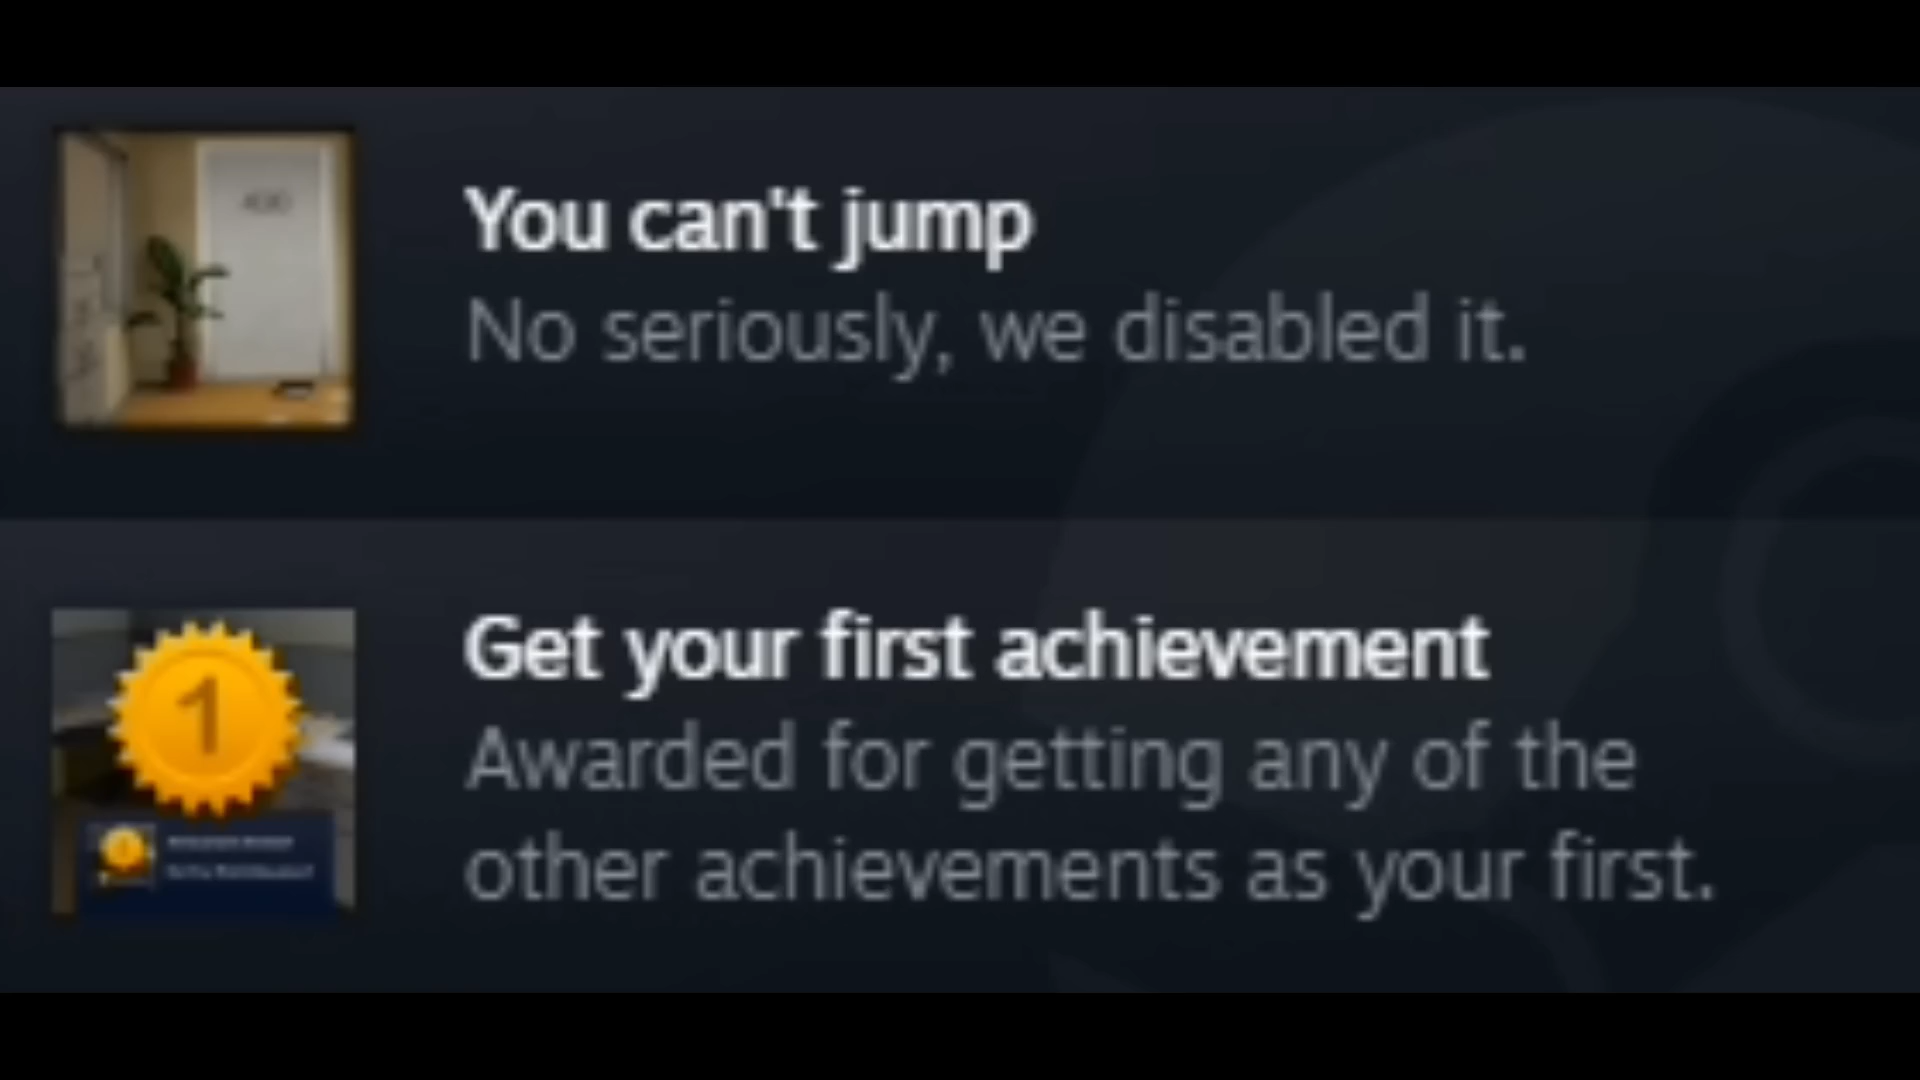 You can't jump
No seriously, we disabled it.
1
Get your first achievement
Awarded for getting any of the
other achievements as your first.